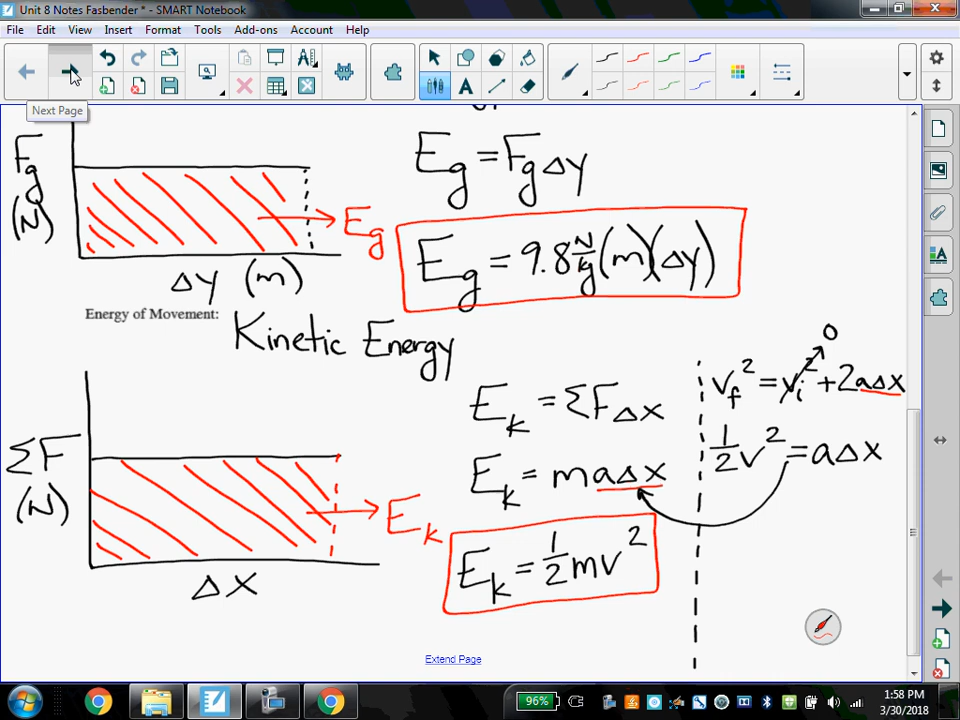 Unit 8 Notes Fasbender * - SMART Notebook
File Edit View Insert Format Tools Add-ons Account Help
Next Page
Fg
(N)
Eg = FgΔy
Eg
Eg = 9.8 N/kg (m)(Δy)
Δy (m)
Energy of Movement:
Kinetic Energy
0
vf² = vi² + 2aΔx
Ek = ΣFΔx
½v² = aΔx
ΣF
(N)
Ek = maΔx
Ek
Ek = ½mv²
Δx
Extend Page
96%
1:58 PM
3/30/2018